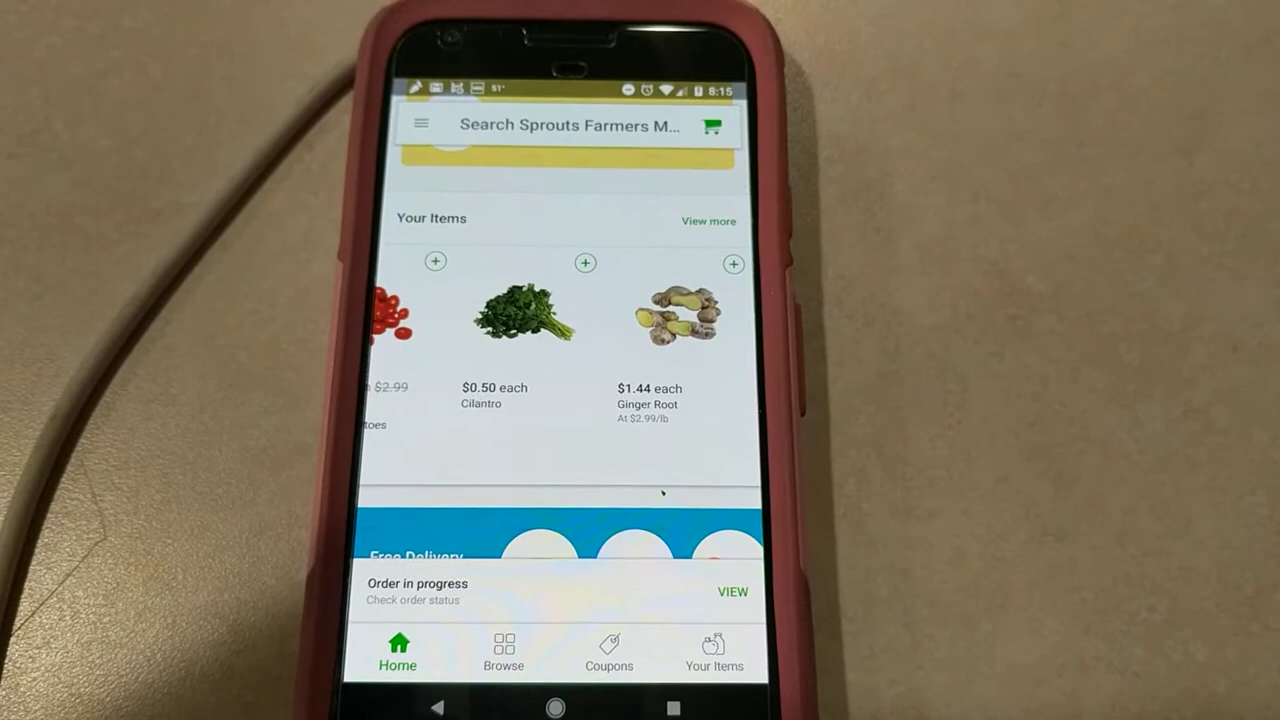 51° 8:15
Search Sprouts Farmers M...
Your Items View more
$2.99 $0.50 each $1.44 each
Cilantro Ginger Root
toes At $2.99/lb
Free Delivery
Order in progress
Check order status VIEW
Home Browse Coupons Your Items